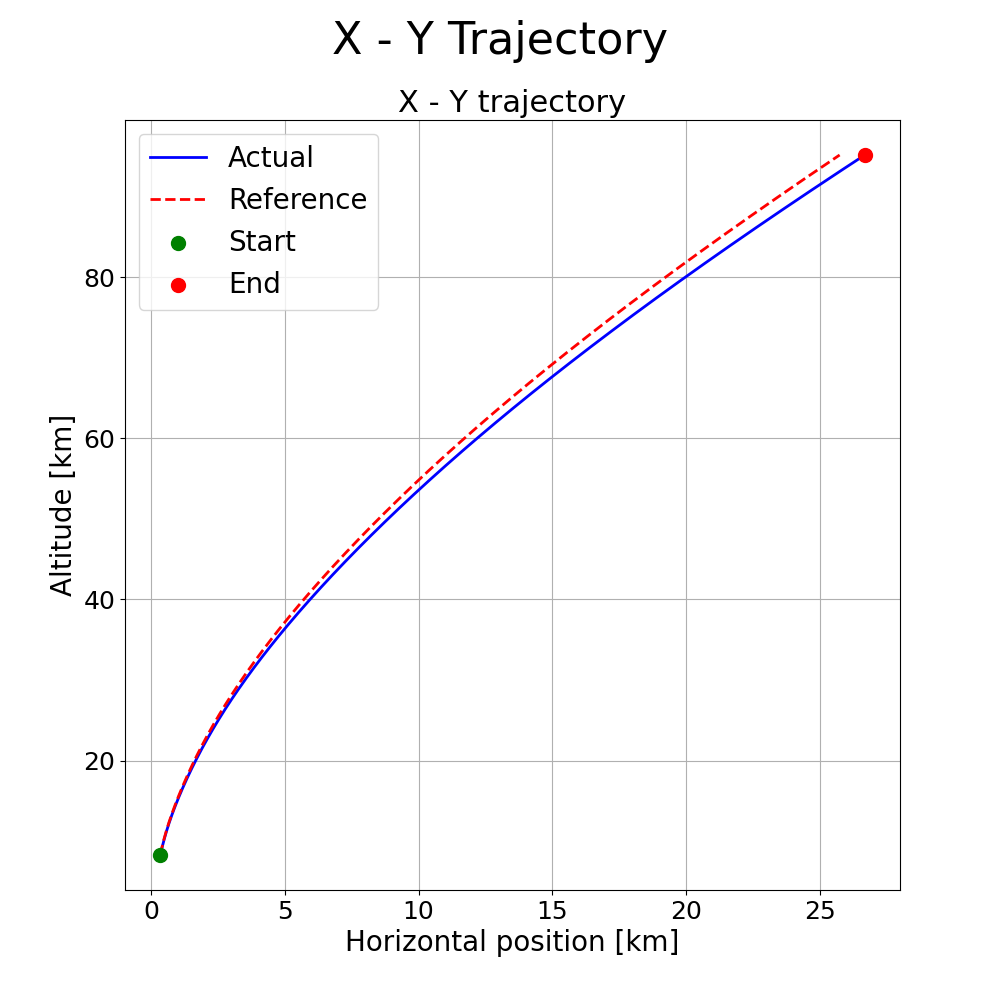 X - Y Trajectory
X - Y trajectory
Actual
Reference
Start
End
Altitude [km]
80
60
40
20
0 5 10 15 20 25
Horizontal position [km]